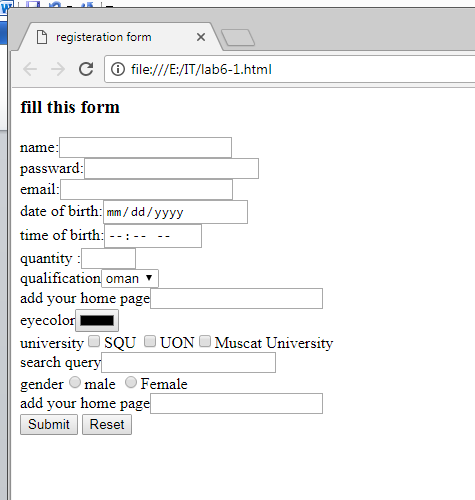 registeration form
file:///E:/IT/lab6-1.html
fill this form
name:
password:
email:
date of birth: mm/dd/yyyy
time of birth: --:-- --
quantity :
qualification oman
add your home page
eyecolor
university SQU UON Muscat University
search query
gender male Female
add your home page
Submit Reset